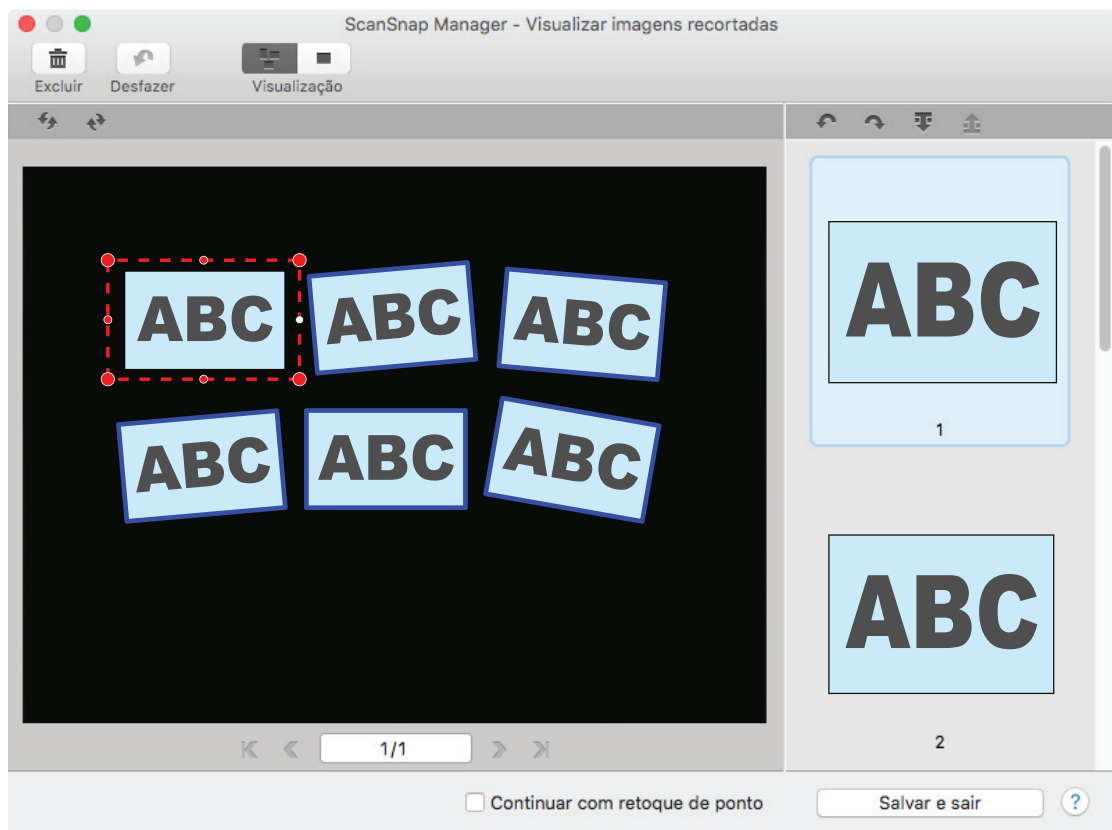 ScanSnap Manager - Visualizar imagens recortadas
Excluir Desfazer Visualização
ABC ABC ABC
ABC ABC ABC
ABC
1
ABC
2
1/1
Continuar com retoque de ponto Salvar e sair ?